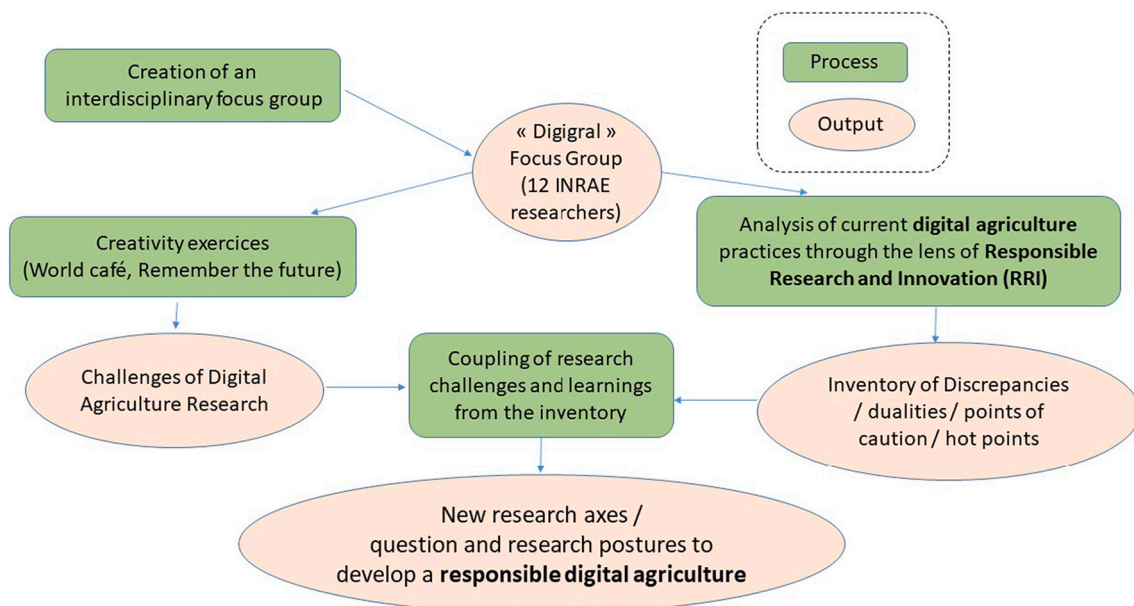 Creation of an
interdisciplinary focus group
Process
Output
« Digigral »
Focus Group
(12 INRAE
researchers)
Creativity exercices
(World café, Remember the future)
Analysis of current digital agriculture
practices through the lens of Responsible
Research and Innovation (RRI)
Challenges of Digital
Agriculture Research
Coupling of research
challenges and learnings
from the inventory
Inventory of Discrepancies
/ dualities / points of
caution / hot points
New research axes /
question and research postures to
develop a responsible digital agriculture